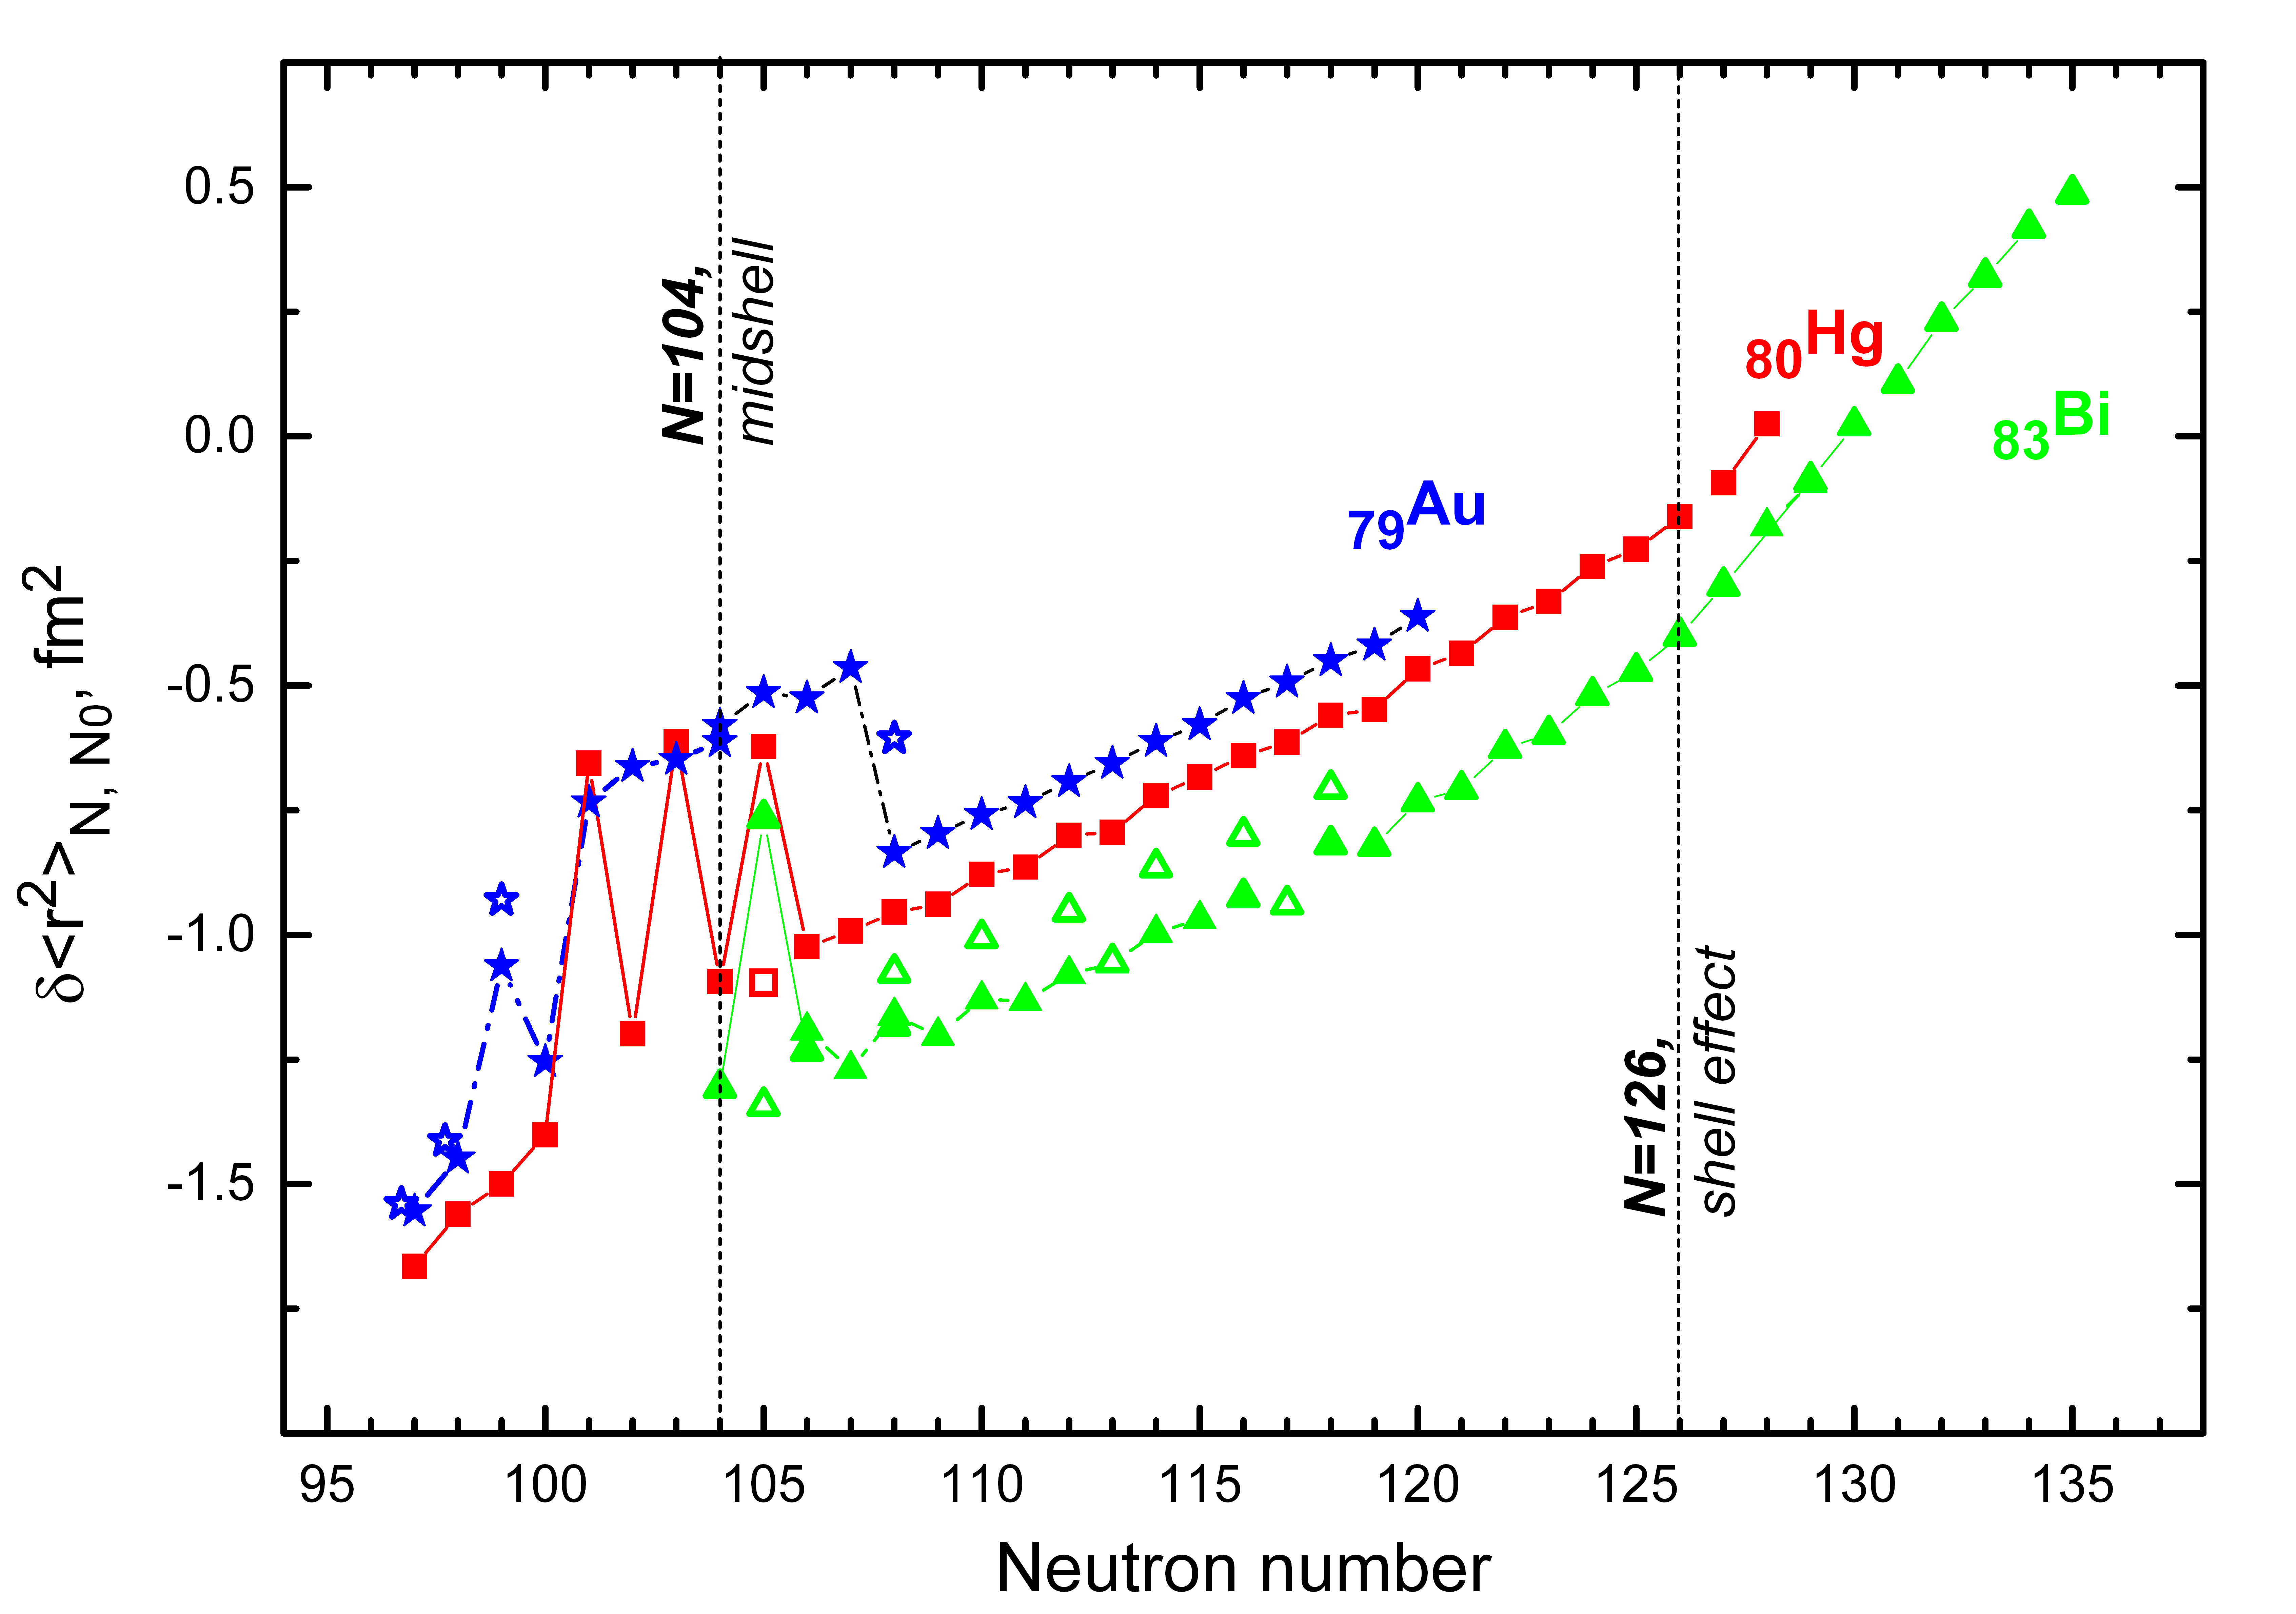 0.5
0.0
-0.5
-1.0
-1.5
δ<r2>N, N0, fm2
N=104,
midshell
79Au
80Hg
83Bi
N=126,
shell effect
95 100 105 110 115 120 125 130 135
Neutron number